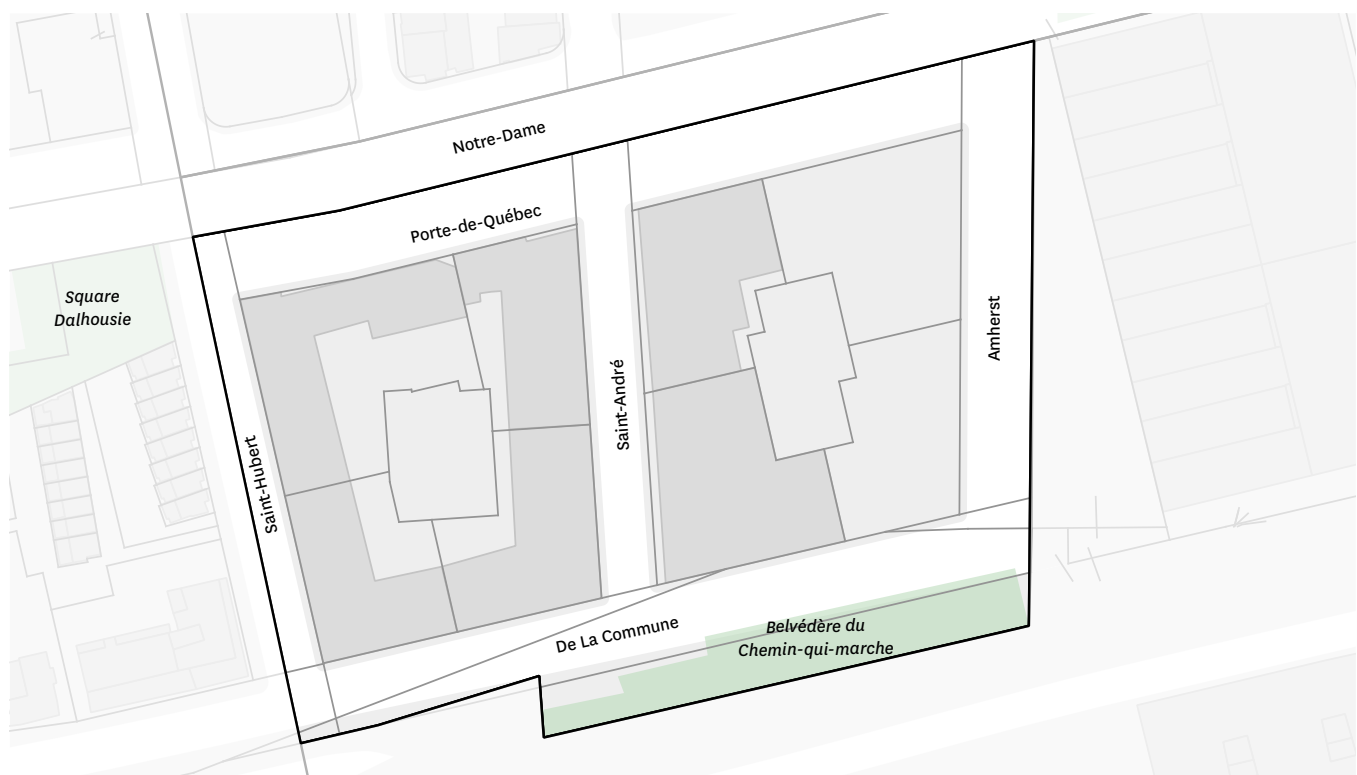 Notre-Dame
Porte-de-Québec
Square
Dalhousie
Amherst
Saint-André
Saint-Hubert
De La Commune
Belvédère du
Chemin-qui-marche